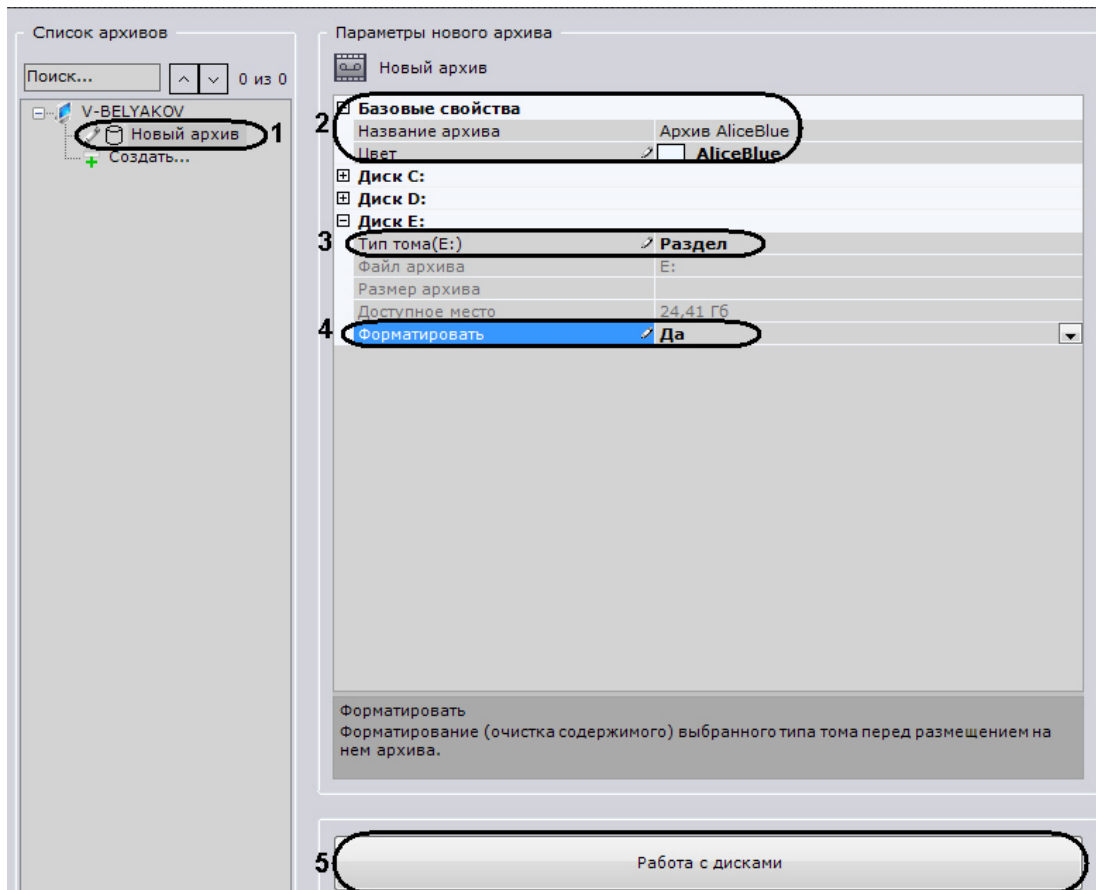 Список архивов
Поиск...
0 из 0
V-BELYAKOV
Новый архив 1
Создать...
Параметры нового архива
Новый архив
2 Базовые свойства
Название архива Архив AliceBlue
Цвет AliceBlue
Диск C:
Диск D:
Диск E:
3 Тип тома(E:) Раздел
Файл архива E:
Размер архива
Доступное место 24,41 Гб
4 Форматировать Да
Форматировать
Форматирование (очистка содержимого) выбранного типа тома перед размещением на
нем архива.
5 Работа с дисками